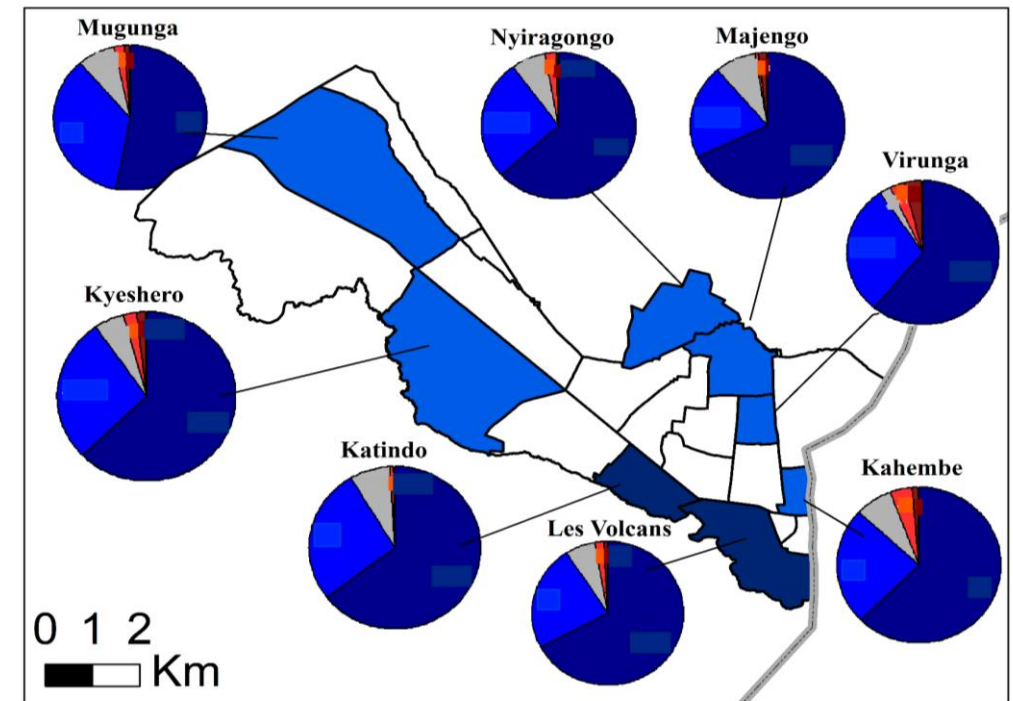 Mugunga
Nyiragongo
Majengo
Virunga
Kyeshero
Katindo
Les Volcans
Kahembe
0 1 2
Km